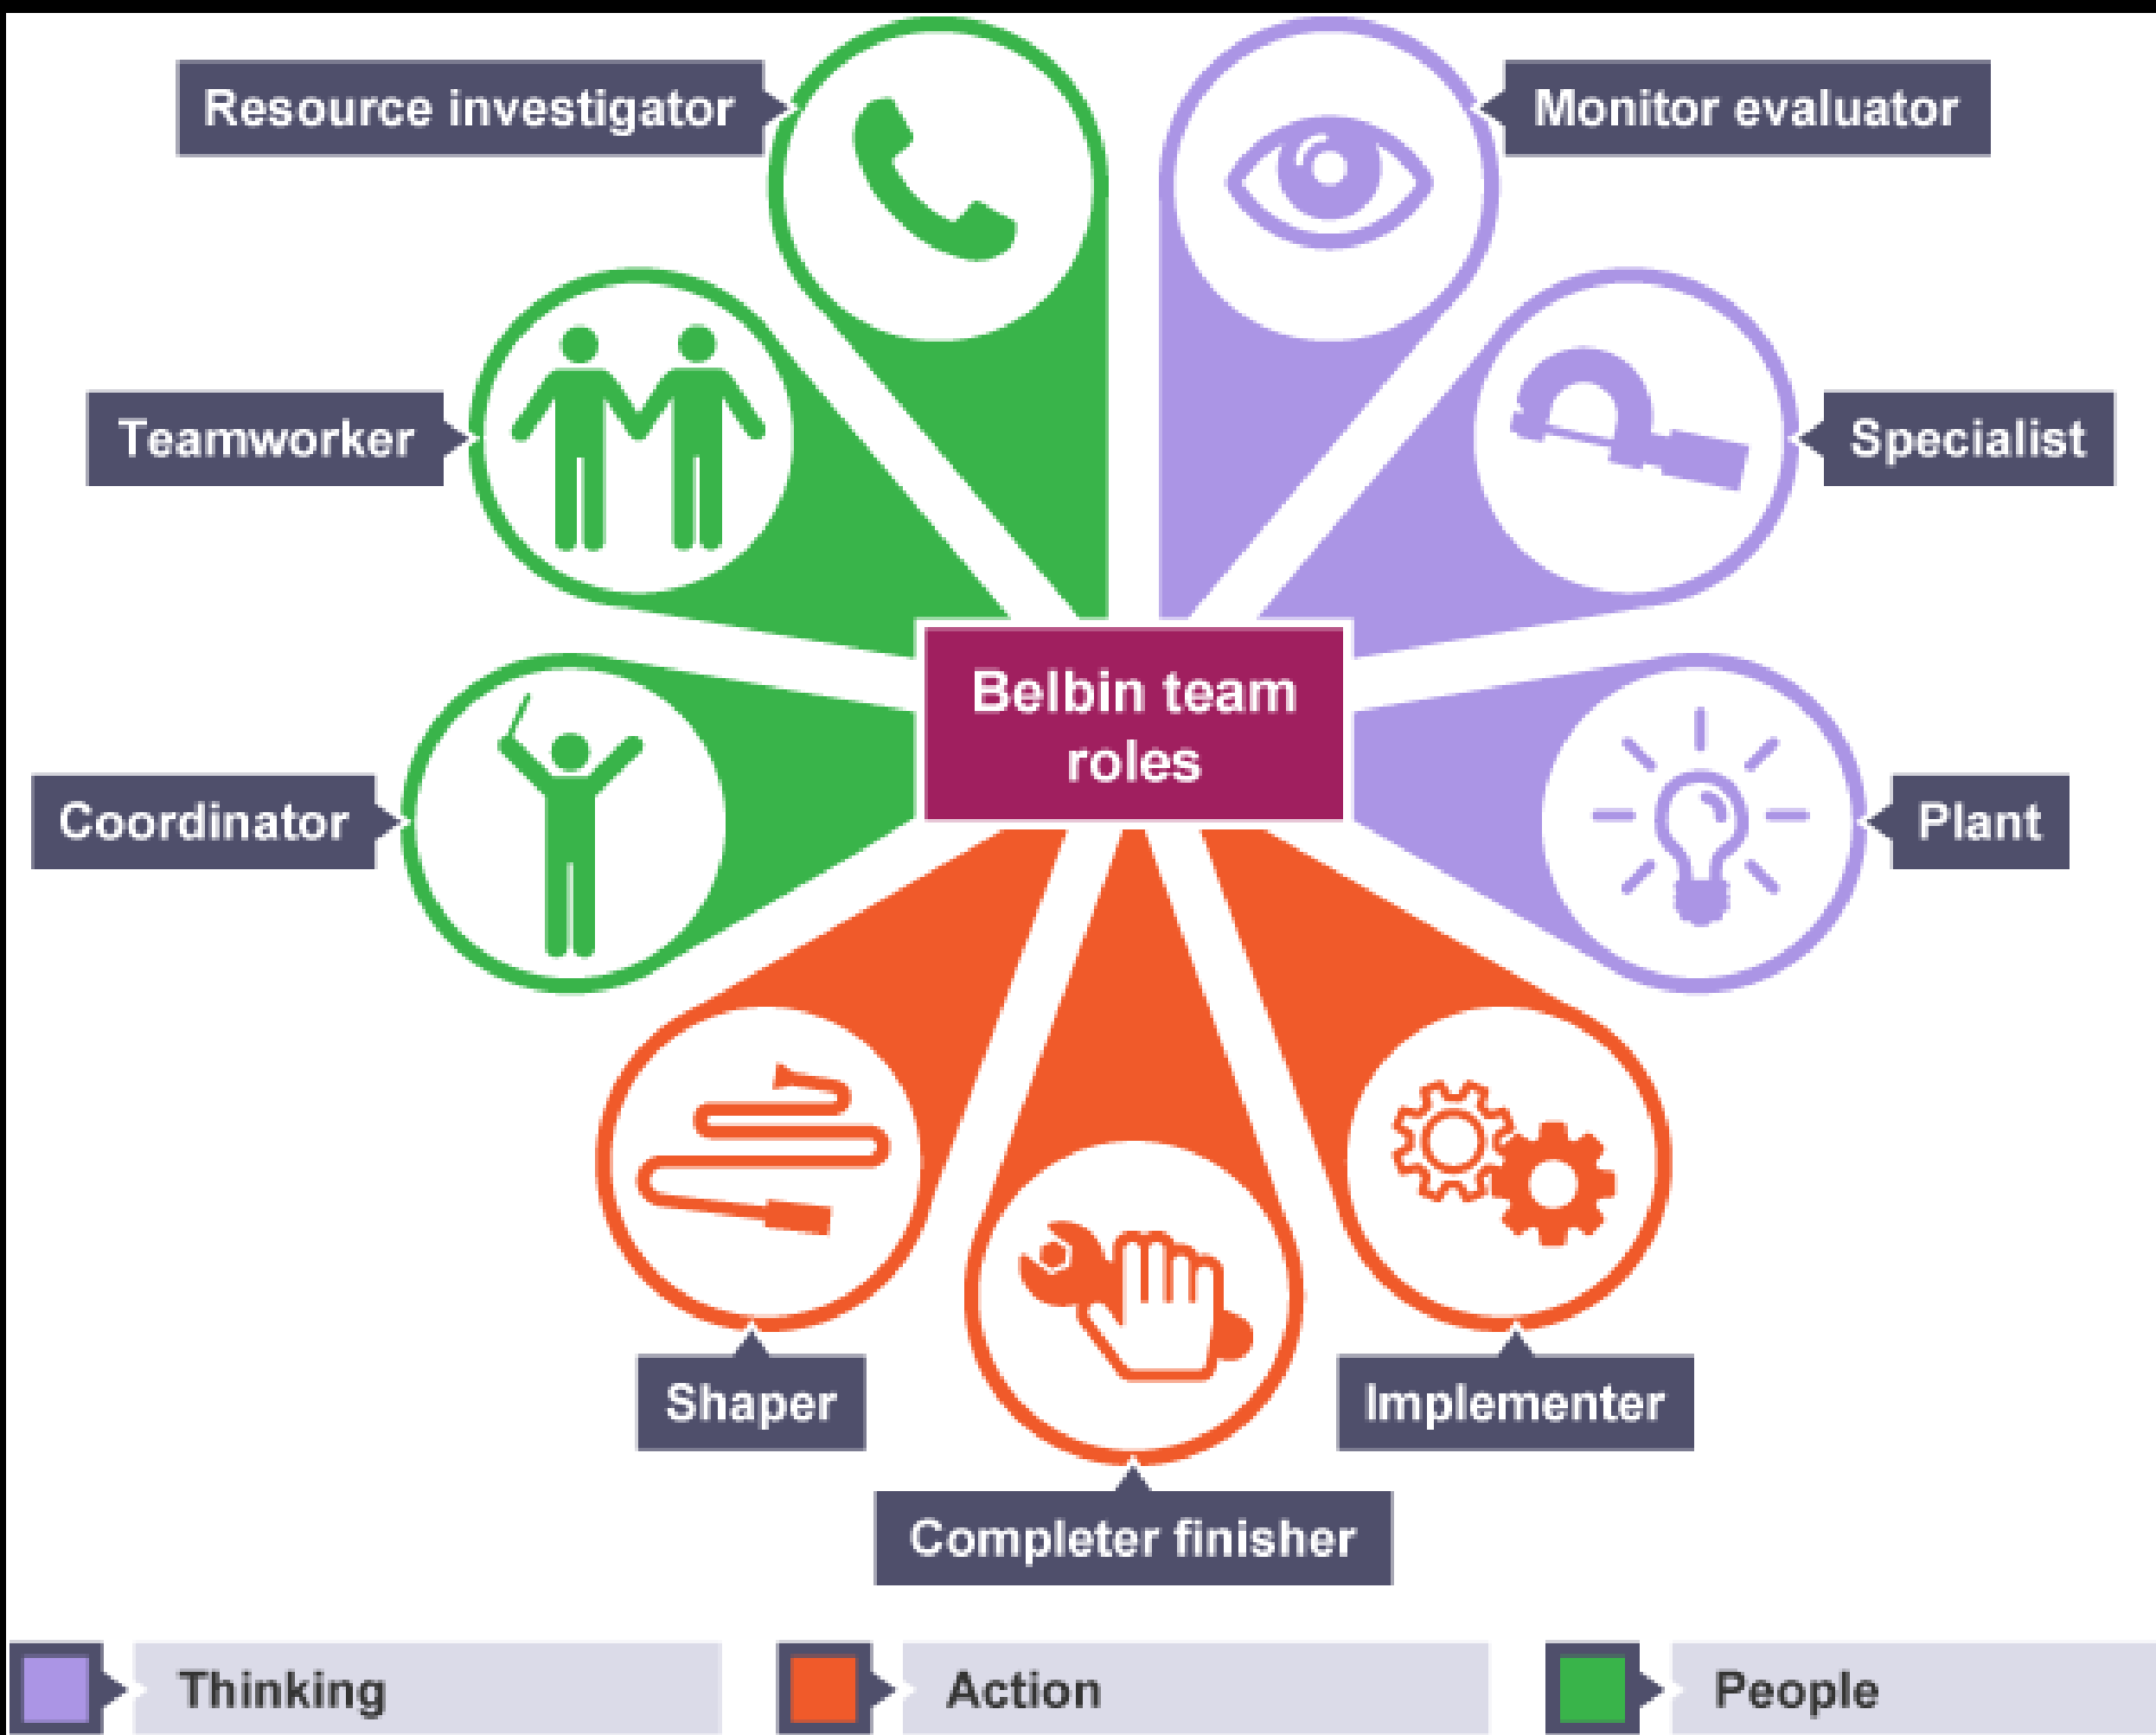 Resource investigator
Monitor evaluator
Teamworker
Specialist
Belbin team
roles
Coordinator
Plant
Shaper
Implementer
Completer finisher
Thinking
Action
People